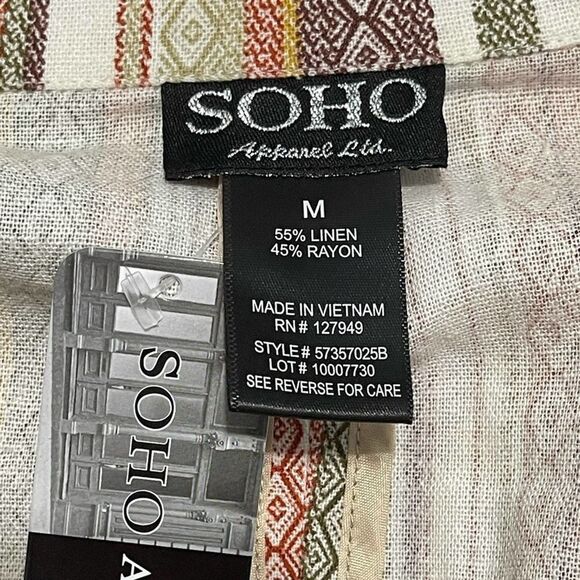 SOHO
Apparel Ltd.
M
55% LINEN
45% RAYON
MADE IN VIETNAM
RN# 127949
STYLE# 57357025B
LOT# 10007730
SEE REVERSE FOR CARE
SOHO A